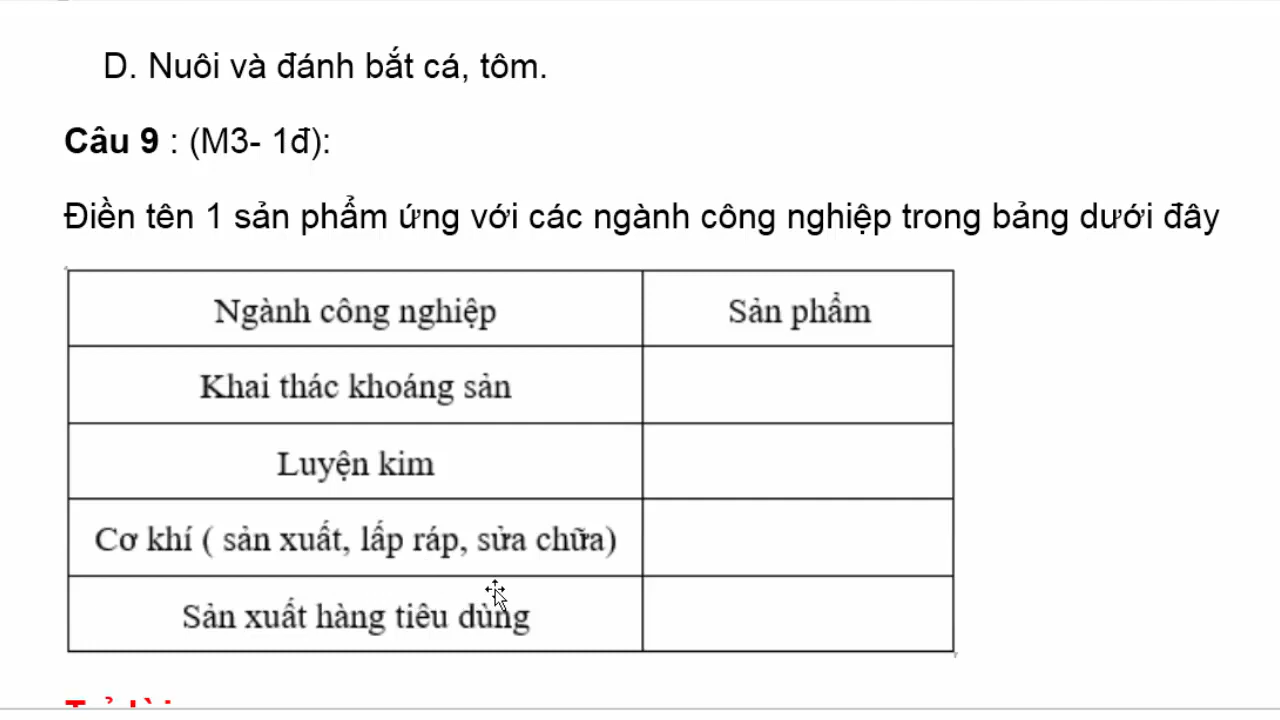 D. Nuôi và đánh bắt cá, tôm.
Câu 9 : (M3- 1đ):
Điền tên 1 sản phẩm ứng với các ngành công nghiệp trong bảng dưới đây
Ngành công nghiệp Sản phẩm
Khai thác khoáng sản
Luyện kim
Cơ khí ( sản xuất, lấp ráp, sửa chữa)
Sản xuất hàng tiêu dùng